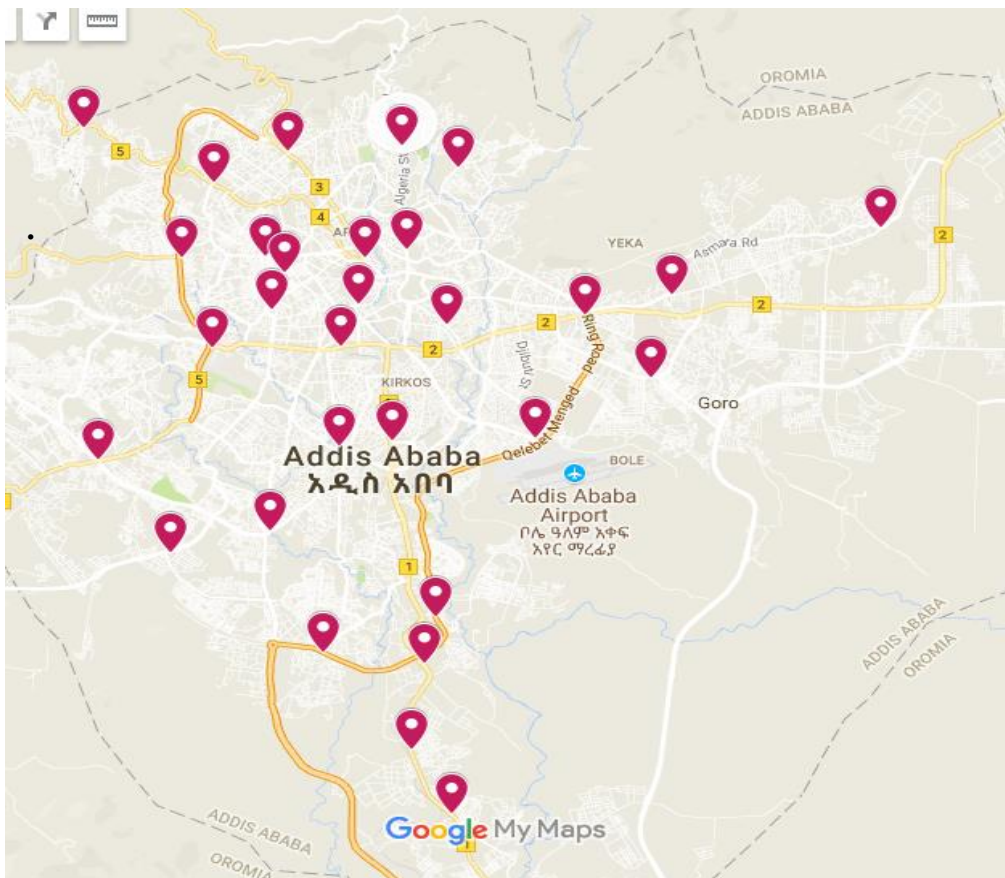 OROMIA
ADDIS ABABA
5
3
4
Algeria St
2
YEKA
Asmara Rd
2
2
2
Ring Road
Djibuti St
5
KIRKOS
Goro
Qelebet Menged
Addis Ababa
አዲስ አበባ
BOLE
Addis Ababa
Airport
ቦሌ ዓለም አቀፍ
አየር ማረፊያ
1
ADDIS ABABA
OROMIA
Google My Maps
1
ADDIS ABABA
OROMIA